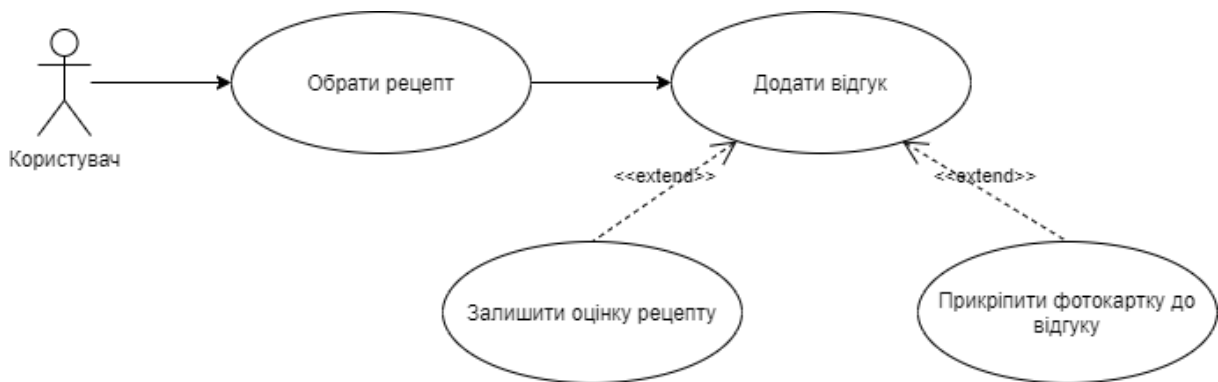 Обрати рецепт
Додати відгук
Користувач
<<extend>>
<<extend>>
Залишити оцінку рецепту
Прикріпити фотокартку до
відгуку